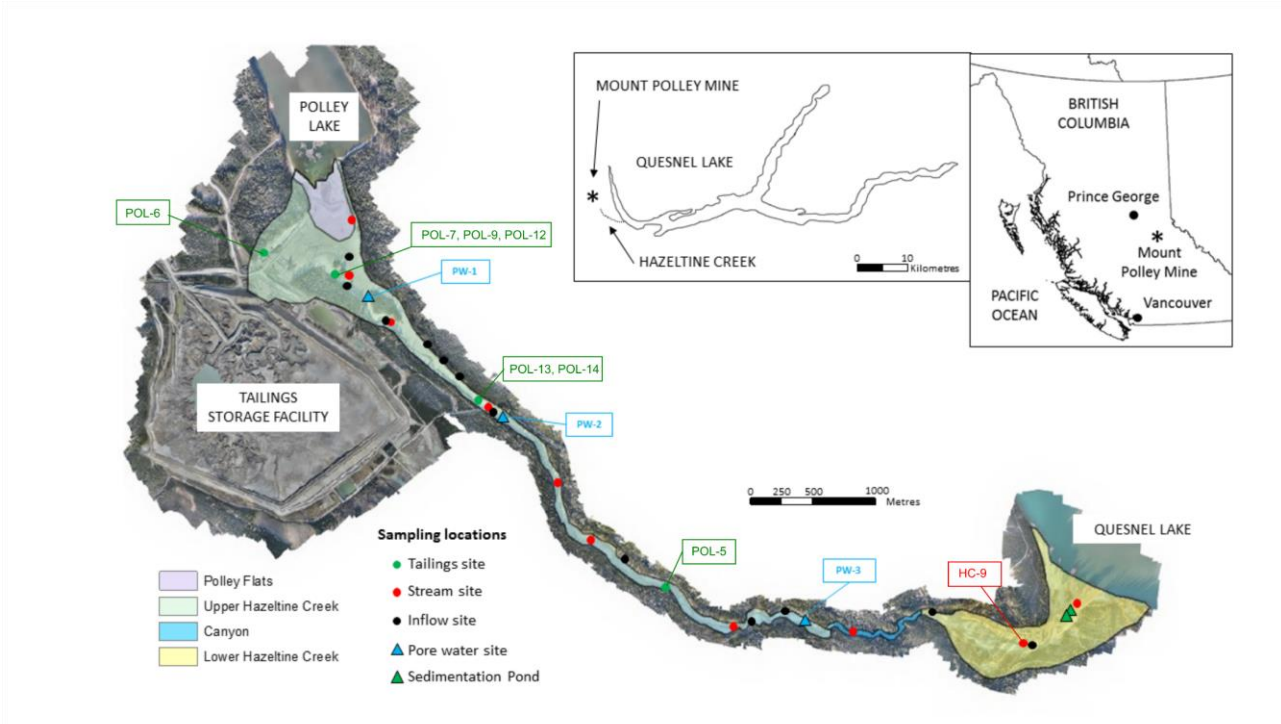 POLLEY
LAKE
POL-6
POL-7, POL-9, POL-12
PW-1
POL-13, POL-14
PW-2
TAILINGS
STORAGE FACILITY
POL-5
PW-3
HC-9
QUESNEL LAKE
0 250 500 1000
Metres
Sampling locations
Tailings site
Stream site
Inflow site
Pore water site
Sedimentation Pond
Polley Flats
Upper Hazeltine Creek
Canyon
Lower Hazeltine Creek
MOUNT POLLEY MINE
QUESNEL LAKE
HAZELTINE CREEK
0 10
Kilometres
BRITISH
COLUMBIA
Prince George
Mount
Polley Mine
Vancouver
PACIFIC
OCEAN